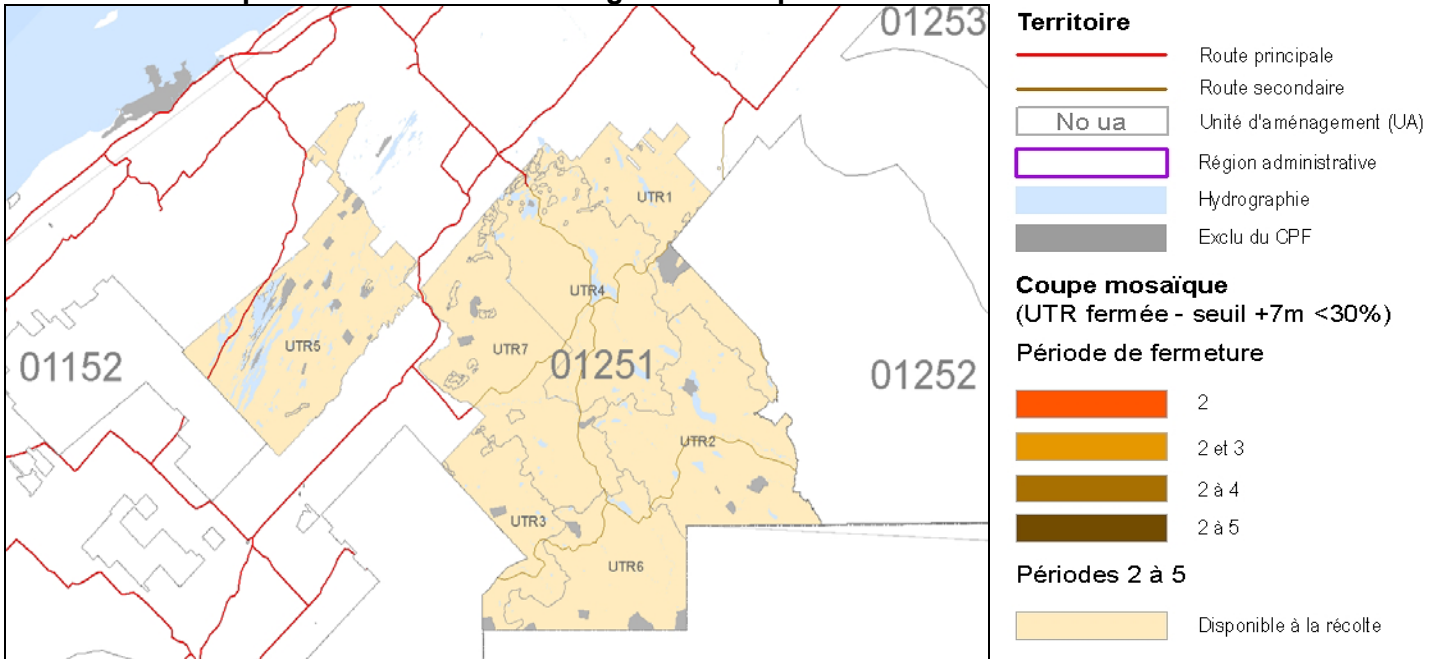 01253
UTR1
UTR4
UTR5
UTR7
01152
01251
01252
UTR2
UTR3
UTR6
Territoire
Route principale
Route secondaire
No ua
Unité d'aménagement (UA)
Région administrative
Hydrographie
Exclu du CPF
Coupe mosaïque
(UTR fermée - seuil +7m <30%)
Période de fermeture
2
2 et 3
2 à 4
2 à 5
Périodes 2 à 5
Disponible à la récolte